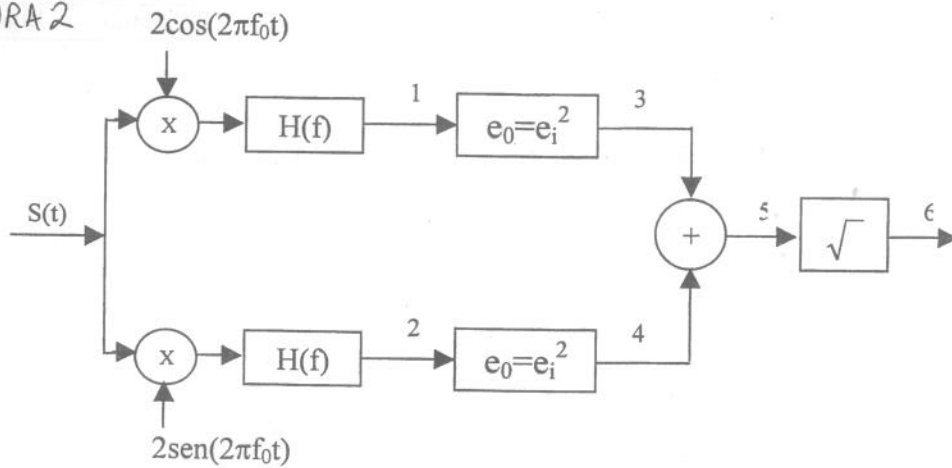 RA 2
2cos(2πf₀t)
x
H(f)
1
e₀=eᵢ²
3
S(t)
+
5
√
6
x
H(f)
2
e₀=eᵢ²
4
2sen(2πf₀t)